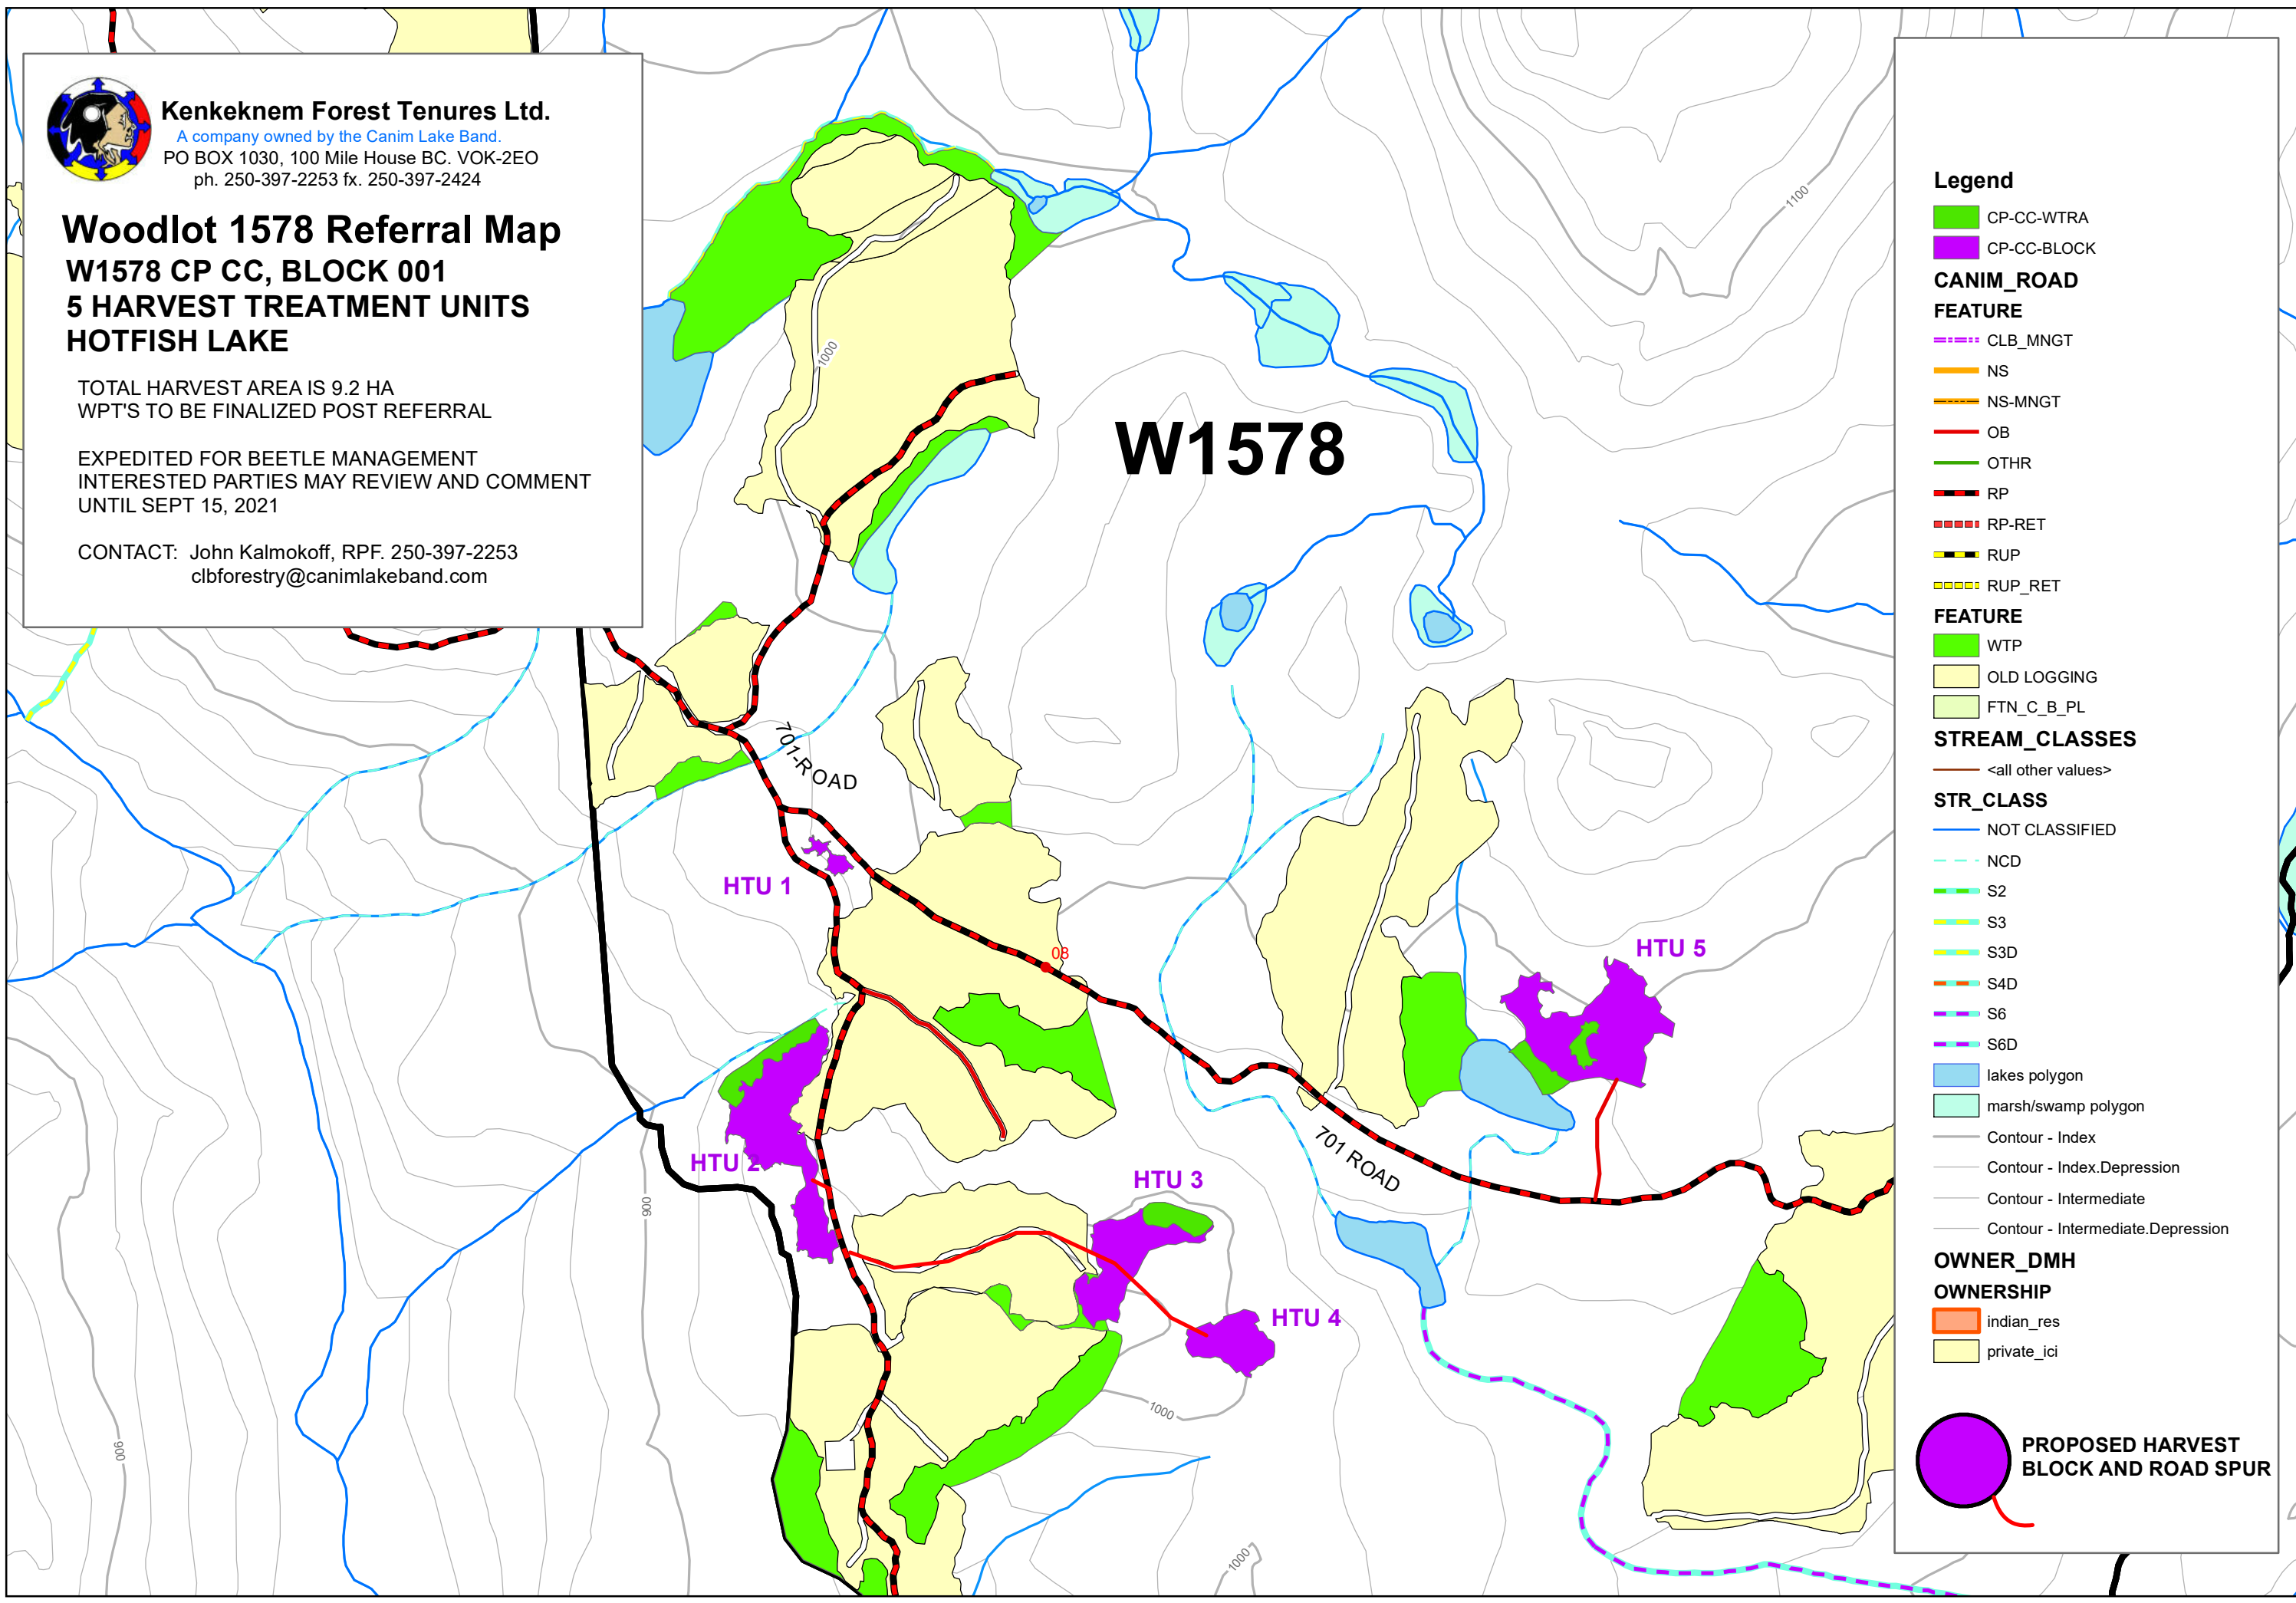 Kenkeknem Forest Tenures Ltd.
A company owned by the Canim Lake Band.
PO BOX 1030, 100 Mile House BC. VOK-2EO
ph. 250-397-2253 fx. 250-397-2424
Woodlot 1578 Referral Map
W1578 CP CC, BLOCK 001
5 HARVEST TREATMENT UNITS
HOTFISH LAKE
TOTAL HARVEST AREA IS 9.2 HA
WPT'S TO BE FINALIZED POST REFERRAL
EXPEDITED FOR BEETLE MANAGEMENT
INTERESTED PARTIES MAY REVIEW AND COMMENT
UNTIL SEPT 15, 2021
CONTACT: John Kalmokoff, RPF. 250-397-2253
clbforestry@canimlakeband.com
1100
1000
W1578
701-ROAD
HTU 1
08
HTU 5
HTU 2
701 ROAD
HTU 3
900
HTU 4
1000
900
1000
Legend
CP-CC-WTRA
CP-CC-BLOCK
CANIM_ROAD
FEATURE
CLB_MNGT
NS
NS-MNGT
OB
OTHR
RP
RP-RET
RUP
RUP_RET
FEATURE
WTP
OLD LOGGING
FTN_C_B_PL
STREAM_CLASSES
<all other values>
STR_CLASS
NOT CLASSIFIED
NCD
S2
S3
S3D
S4D
S6
S6D
lakes polygon
marsh/swamp polygon
Contour - Index
Contour - Index.Depression
Contour - Intermediate
Contour - Intermediate.Depression
OWNER_DMH
OWNERSHIP
indian_res
private_ici
PROPOSED HARVEST
BLOCK AND ROAD SPUR